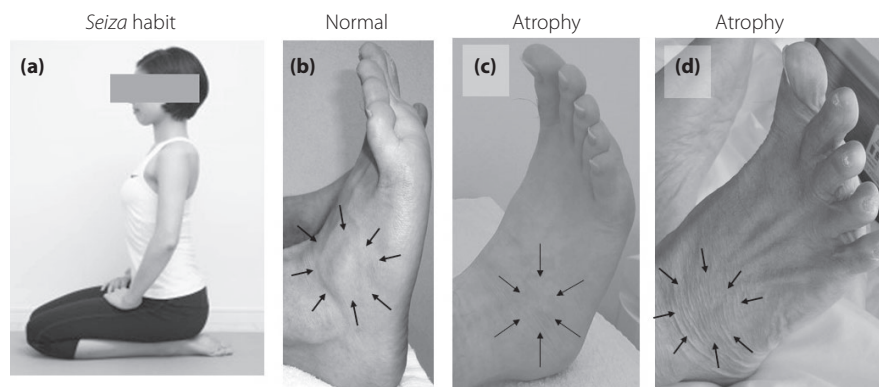 Seiza habit
Normal
Atrophy
Atrophy
(a)
(b)
(c)
(d)